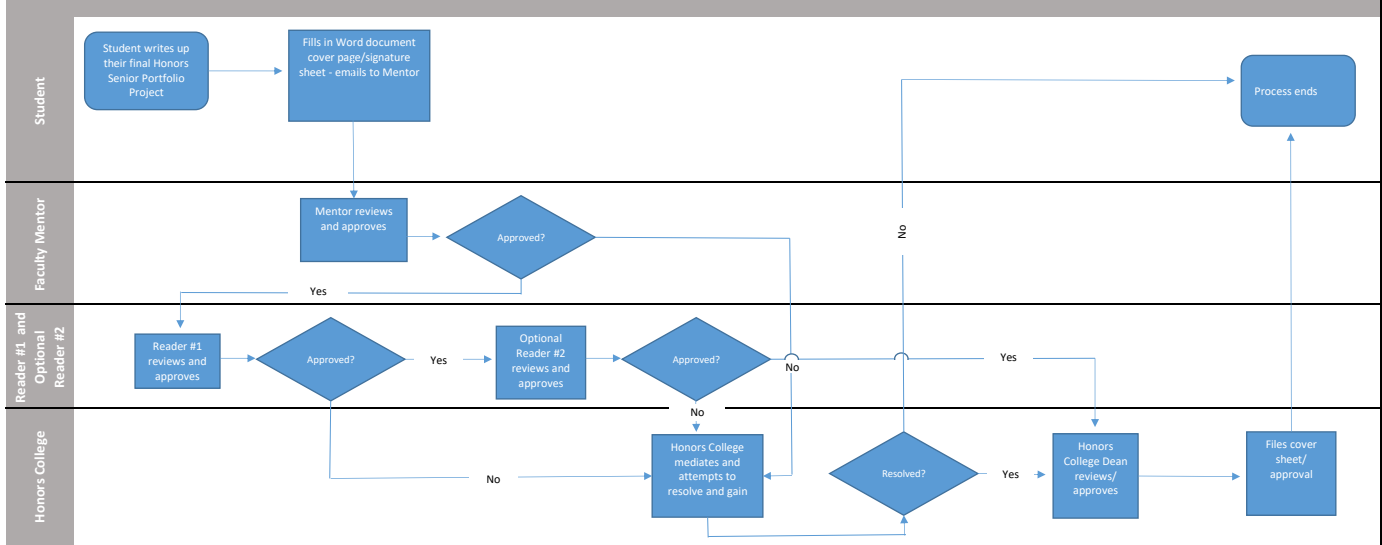 Student
Student writes up
their final Honors
Senior Portfolio
Project
Fills in Word document
cover page/signature
sheet - emails to Mentor
Process ends
Faculty Mentor
Mentor reviews
and approves
Approved?
No
Yes
Reader #1 and
Optional
Reader #2
Reader #1
reviews and
approves
Approved?
Yes
Optional
Reader #2
reviews and
approves
Approved?
No
Yes
No
Honors College
No
Honors College
mediates and
attempts to
resolve and gain
Resolved?
Yes
Honors
College Dean
reviews/
approves
Files cover
sheet/
approval